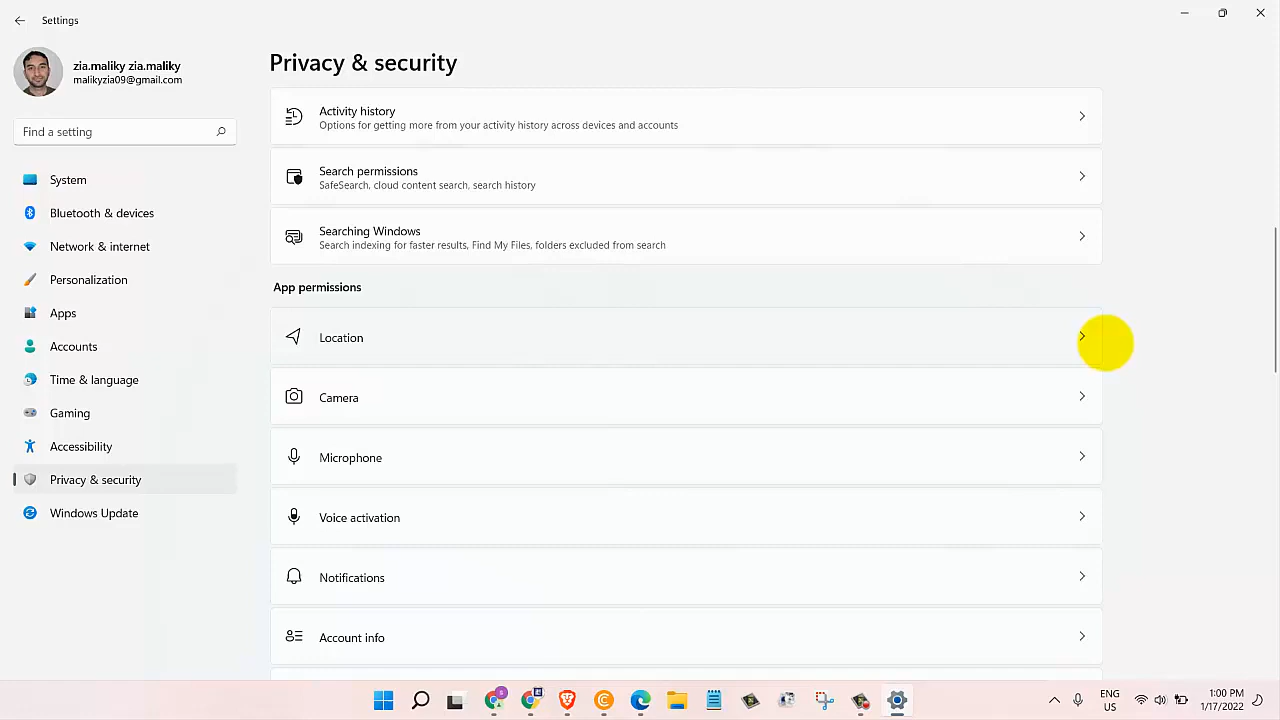 Settings
zia.maliky zia.maliky
malikyzia09@gmail.com
Find a setting
System
Bluetooth & devices
Network & internet
Personalization
Apps
Accounts
Time & language
Gaming
Accessibility
Privacy & security
Windows Update
Privacy & security
Activity history
Options for getting more from your activity history across devices and accounts
Search permissions
SafeSearch, cloud content search, search history
Searching Windows
Search indexing for faster results, Find My Files, folders excluded from search
App permissions
Location
Camera
Microphone
Voice activation
Notifications
Account info
ENG
US
1:00 PM
1/17/2022